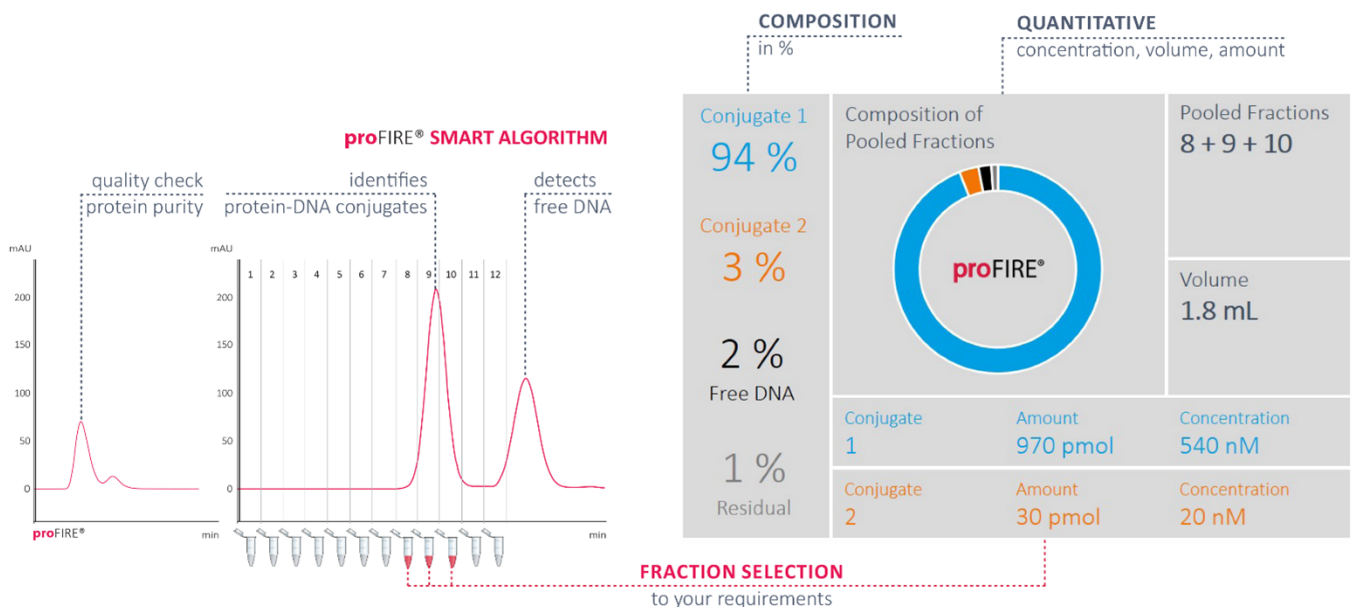 proFIRE® SMART ALGORITHM
quality check
protein purity
identifies
protein-DNA conjugates
detects
free DNA
mAU
200
150
100
50
0
proFIRE®
min
mAU
1 2 3 4 5 6 7 8 9 10 11 12
200
150
100
50
0
min
COMPOSITION
in %
QUANTITATIVE
concentration, volume, amount
Conjugate 1
94 %
Conjugate 2
3 %
2 %
Free DNA
1 %
Residual
Composition of
Pooled Fractions
proFIRE®
Pooled Fractions
8 + 9 + 10
Volume
1.8 mL
Conjugate Amount Concentration
1 970 pmol 540 nM
Conjugate Amount Concentration
2 30 pmol 20 nM
FRACTION SELECTION
to your requirements